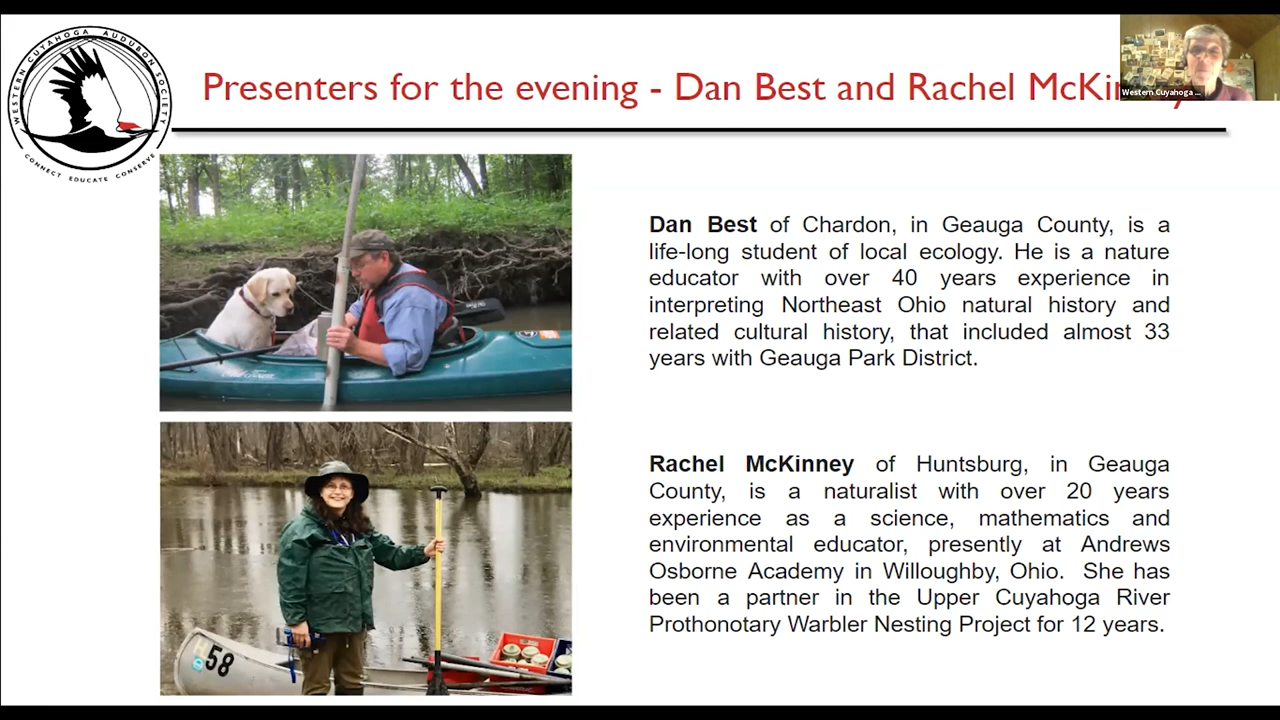 WESTERN CUYAHOGA AUDUBON SOCIETY
CONNECT EDUCATE CONSERVE
Presenters for the evening - Dan Best and Rachel
Western Cuyahoga ...
Dan Best of Chardon, in Geauga County, is a
life-long student of local ecology. He is a nature
educator with over 40 years experience in
interpreting Northeast Ohio natural history and
related cultural history, that included almost 33
years with Geauga Park District.
Rachel McKinney of Huntsburg, in Geauga
County, is a naturalist with over 20 years
experience as a science, mathematics and
environmental educator, presently at Andrews
Osborne Academy in Willoughby, Ohio. She has
been a partner in the Upper Cuyahoga River
Prothonotary Warbler Nesting Project for 12 years.
58